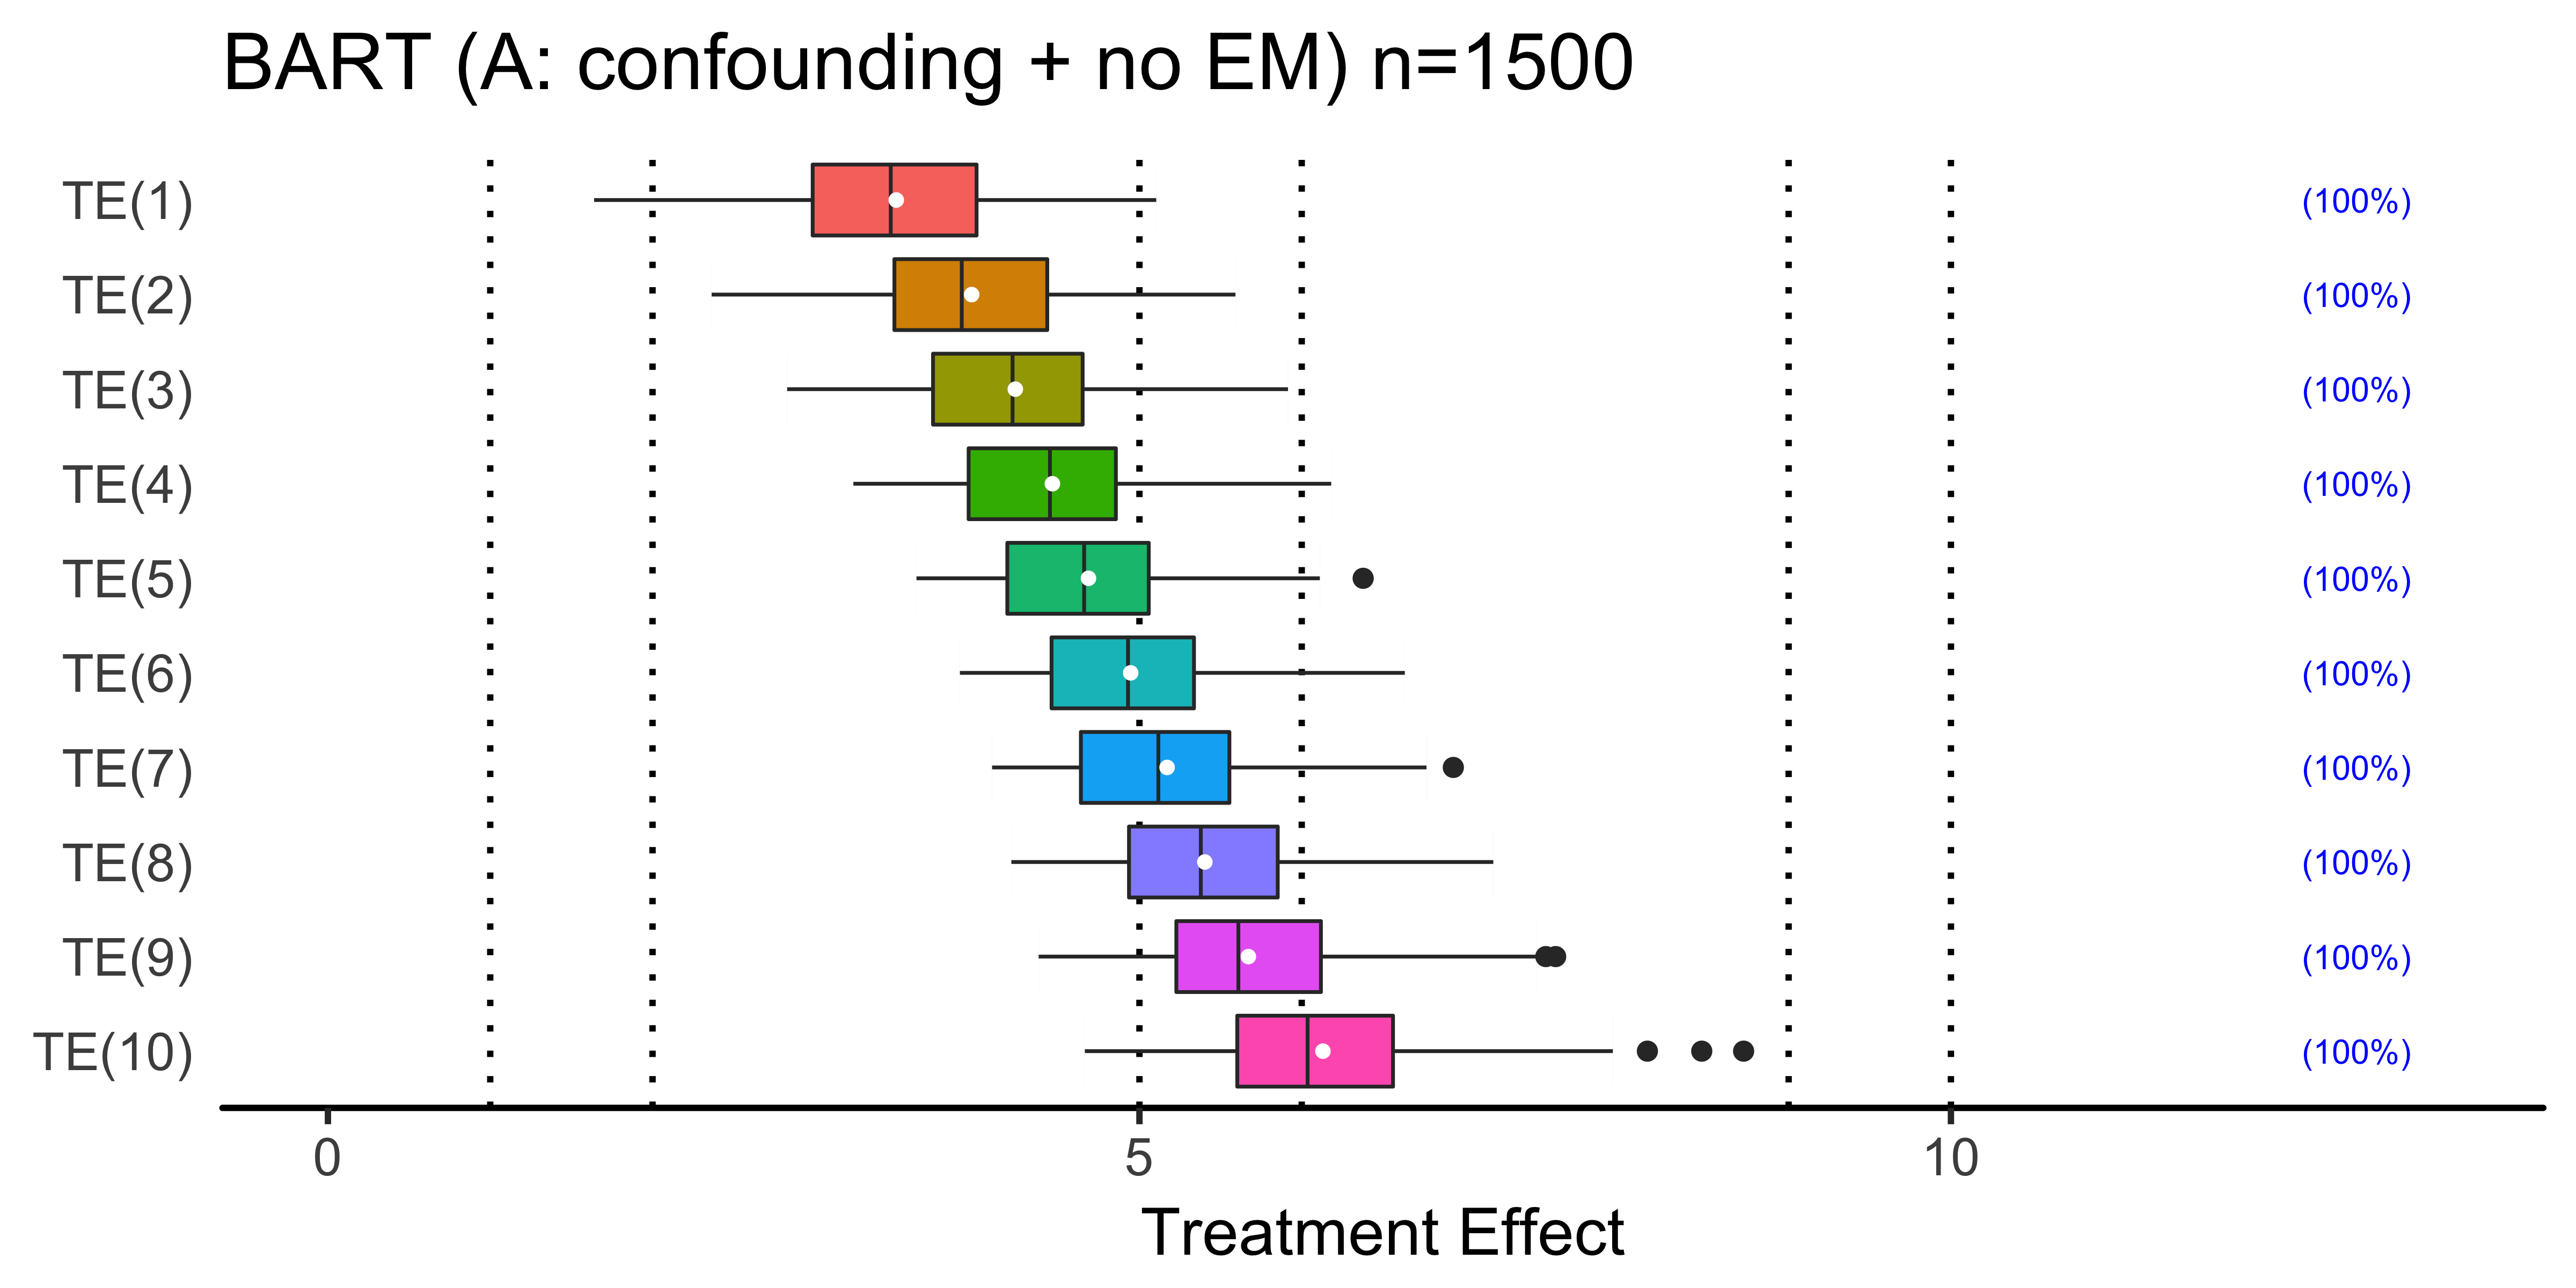 BART (A: confounding + no EM) n=1500
TE(1) (100%)
TE(2) (100%)
TE(3) (100%)
TE(4) (100%)
TE(5) (100%)
TE(6) (100%)
TE(7) (100%)
TE(8) (100%)
TE(9) (100%)
TE(10) (100%)
0 5 10
Treatment Effect